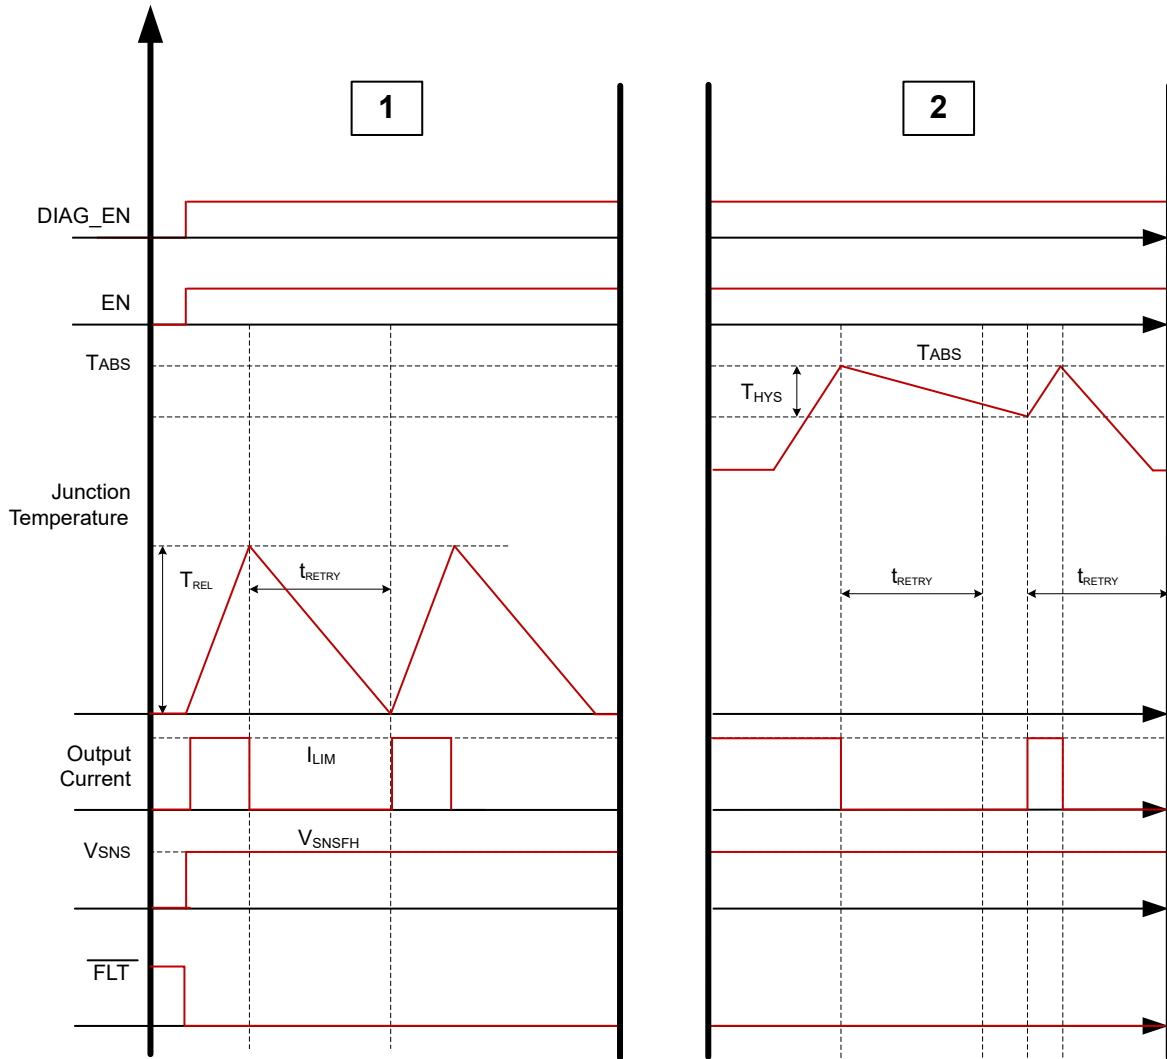 1
2
DIAG_EN
EN
TABS
TABS
THYS
Junction
Temperature
TREL
tRETRY
tRETRY
tRETRY
Output
Current
ILIM
VSNS
VSNSFH
FLT